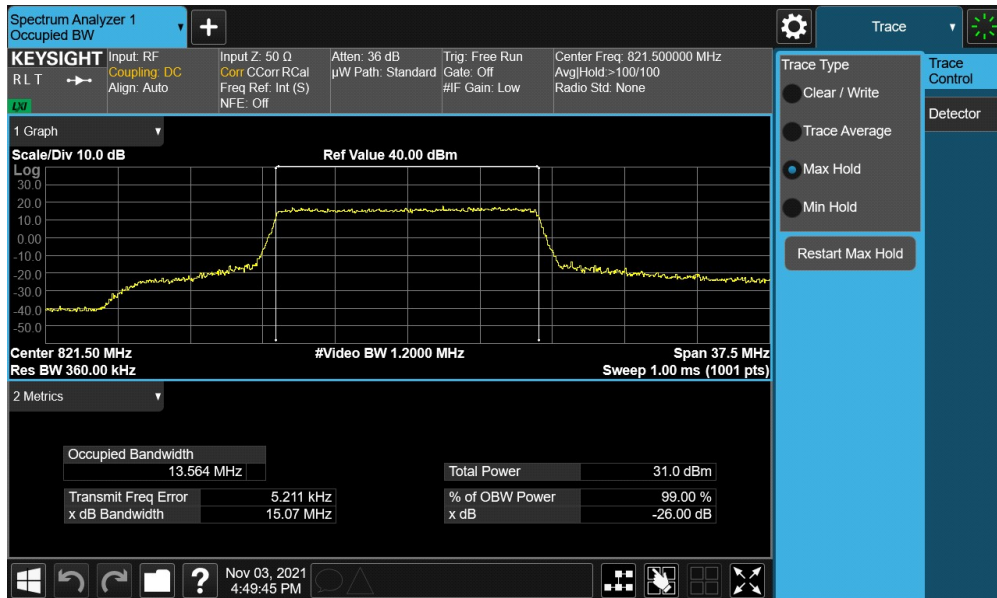 Spectrum Analyzer 1
Occupied BW
+
Trace
KEYSIGHT
R L T
LXI
Input: RF
Coupling: DC
Align: Auto
Input Z: 50 Ω
Corr CCorr RCal
Freq Ref: Int (S)
NFE: Off
Atten: 36 dB
µW Path: Standard
Trig: Free Run
Gate: Off
#IF Gain: Low
Center Freq: 821.500000 MHz
Avg|Hold:>100/100
Radio Std: None
Trace Type
Clear / Write
Trace Average
Max Hold
Min Hold
Restart Max Hold
Trace
Control
Detector
1 Graph
Scale/Div 10.0 dB
Ref Value 40.00 dBm
Log
30.0
20.0
10.0
0.00
-10.0
-20.0
-30.0
-40.0
-50.0
Center 821.50 MHz
#Video BW 1.2000 MHz
Span 37.5 MHz
Res BW 360.00 kHz
Sweep 1.00 ms (1001 pts)
2 Metrics
Occupied Bandwidth
13.564 MHz
Total Power 31.0 dBm
Transmit Freq Error 5.211 kHz
% of OBW Power 99.00 %
x dB Bandwidth 15.07 MHz
x dB -26.00 dB
?
Nov 03, 2021
4:49:45 PM